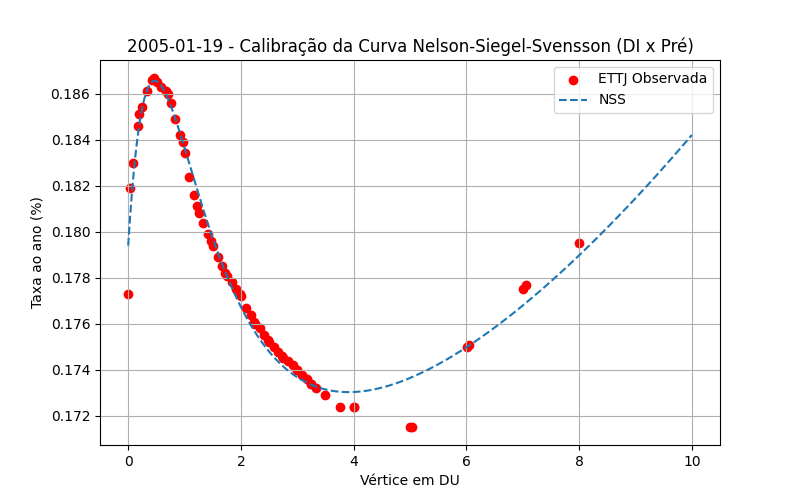 2005-01-19 - Calibração da Curva Nelson-Siegel-Svensson (DI x Pré)
ETTJ Observada
NSS
Taxa ao ano (%)
0.186
0.184
0.182
0.180
0.178
0.176
0.174
0.172
0 2 4 6 8 10
Vértice em DU